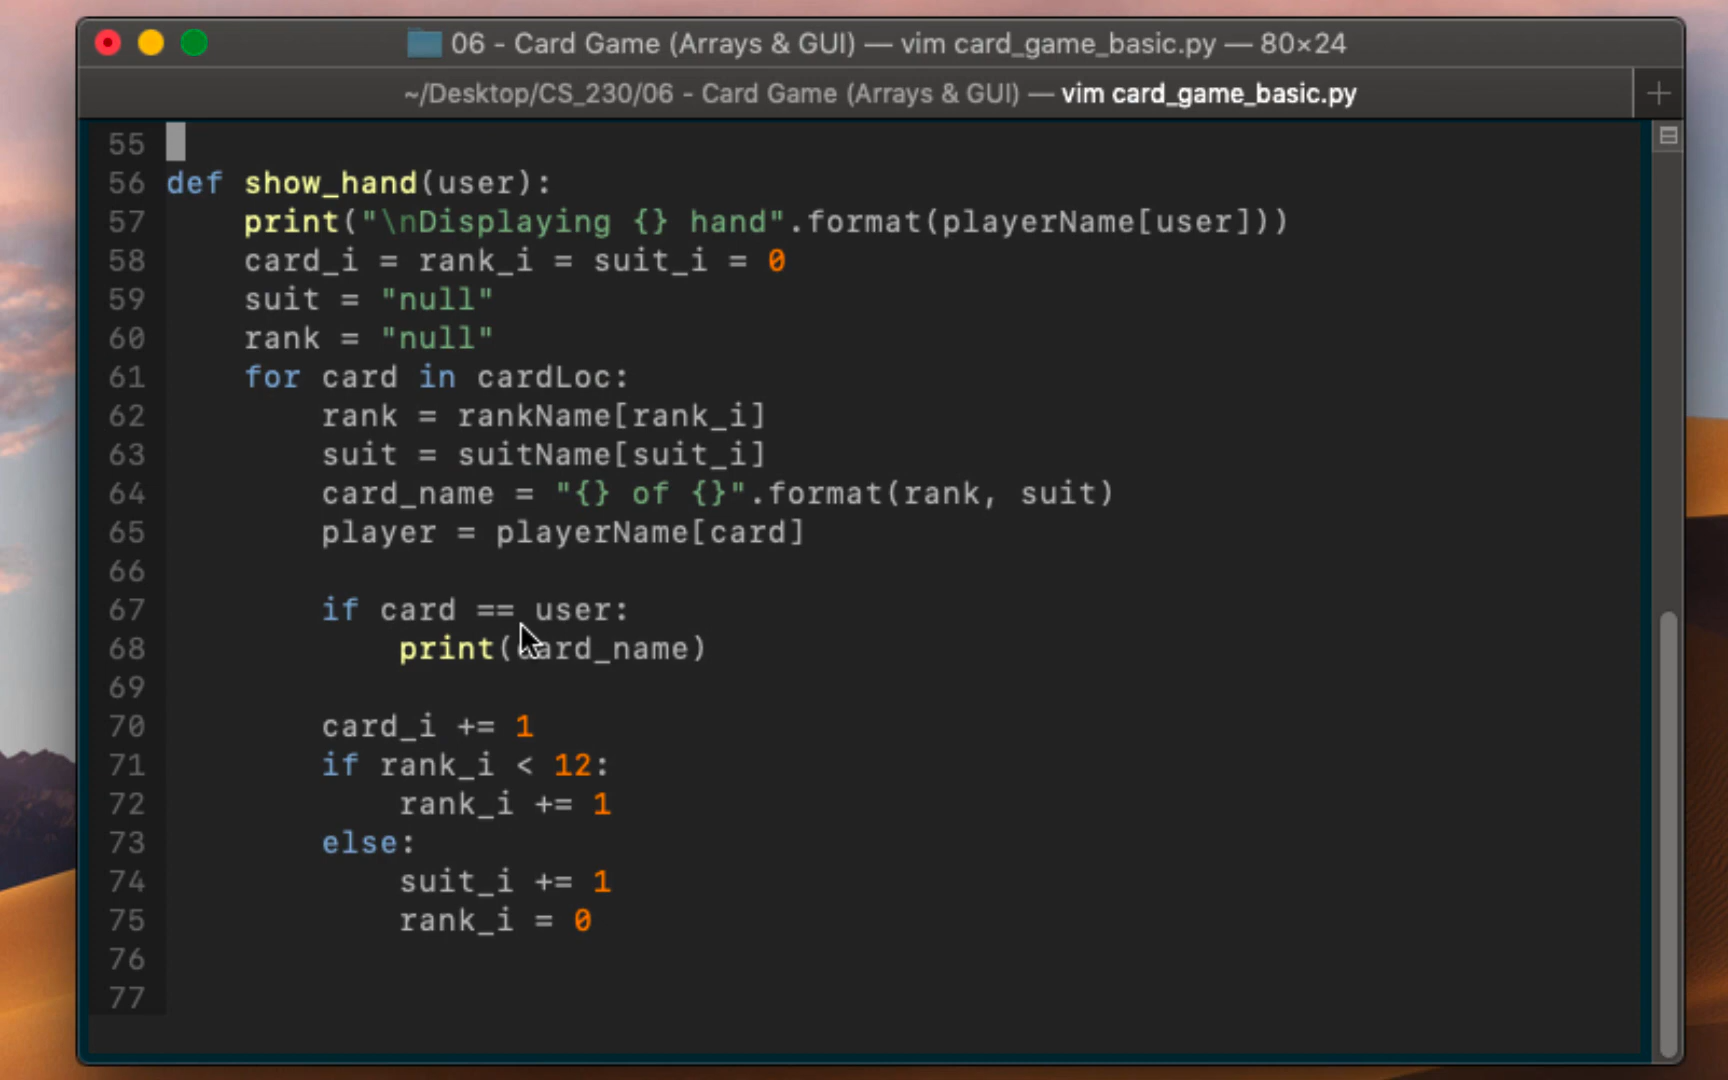 06 - Card Game (Arrays & GUI) — vim card_game_basic.py — 80×24
~/Desktop/CS_230/06 - Card Game (Arrays & GUI) — vim card_game_basic.py
55
56 def show_hand(user):
57     print("\nDisplaying {} hand".format(playerName[user]))
58     card_i = rank_i = suit_i = 0
59     suit = "null"
60     rank = "null"
61     for card in cardLoc:
62         rank = rankName[rank_i]
63         suit = suitName[suit_i]
64         card_name = "{} of {}".format(rank, suit)
65         player = playerName[card]
66
67         if card == user:
68             print(card_name)
69
70         card_i += 1
71         if rank_i < 12:
72             rank_i += 1
73         else:
74             suit_i += 1
75             rank_i = 0
76
77